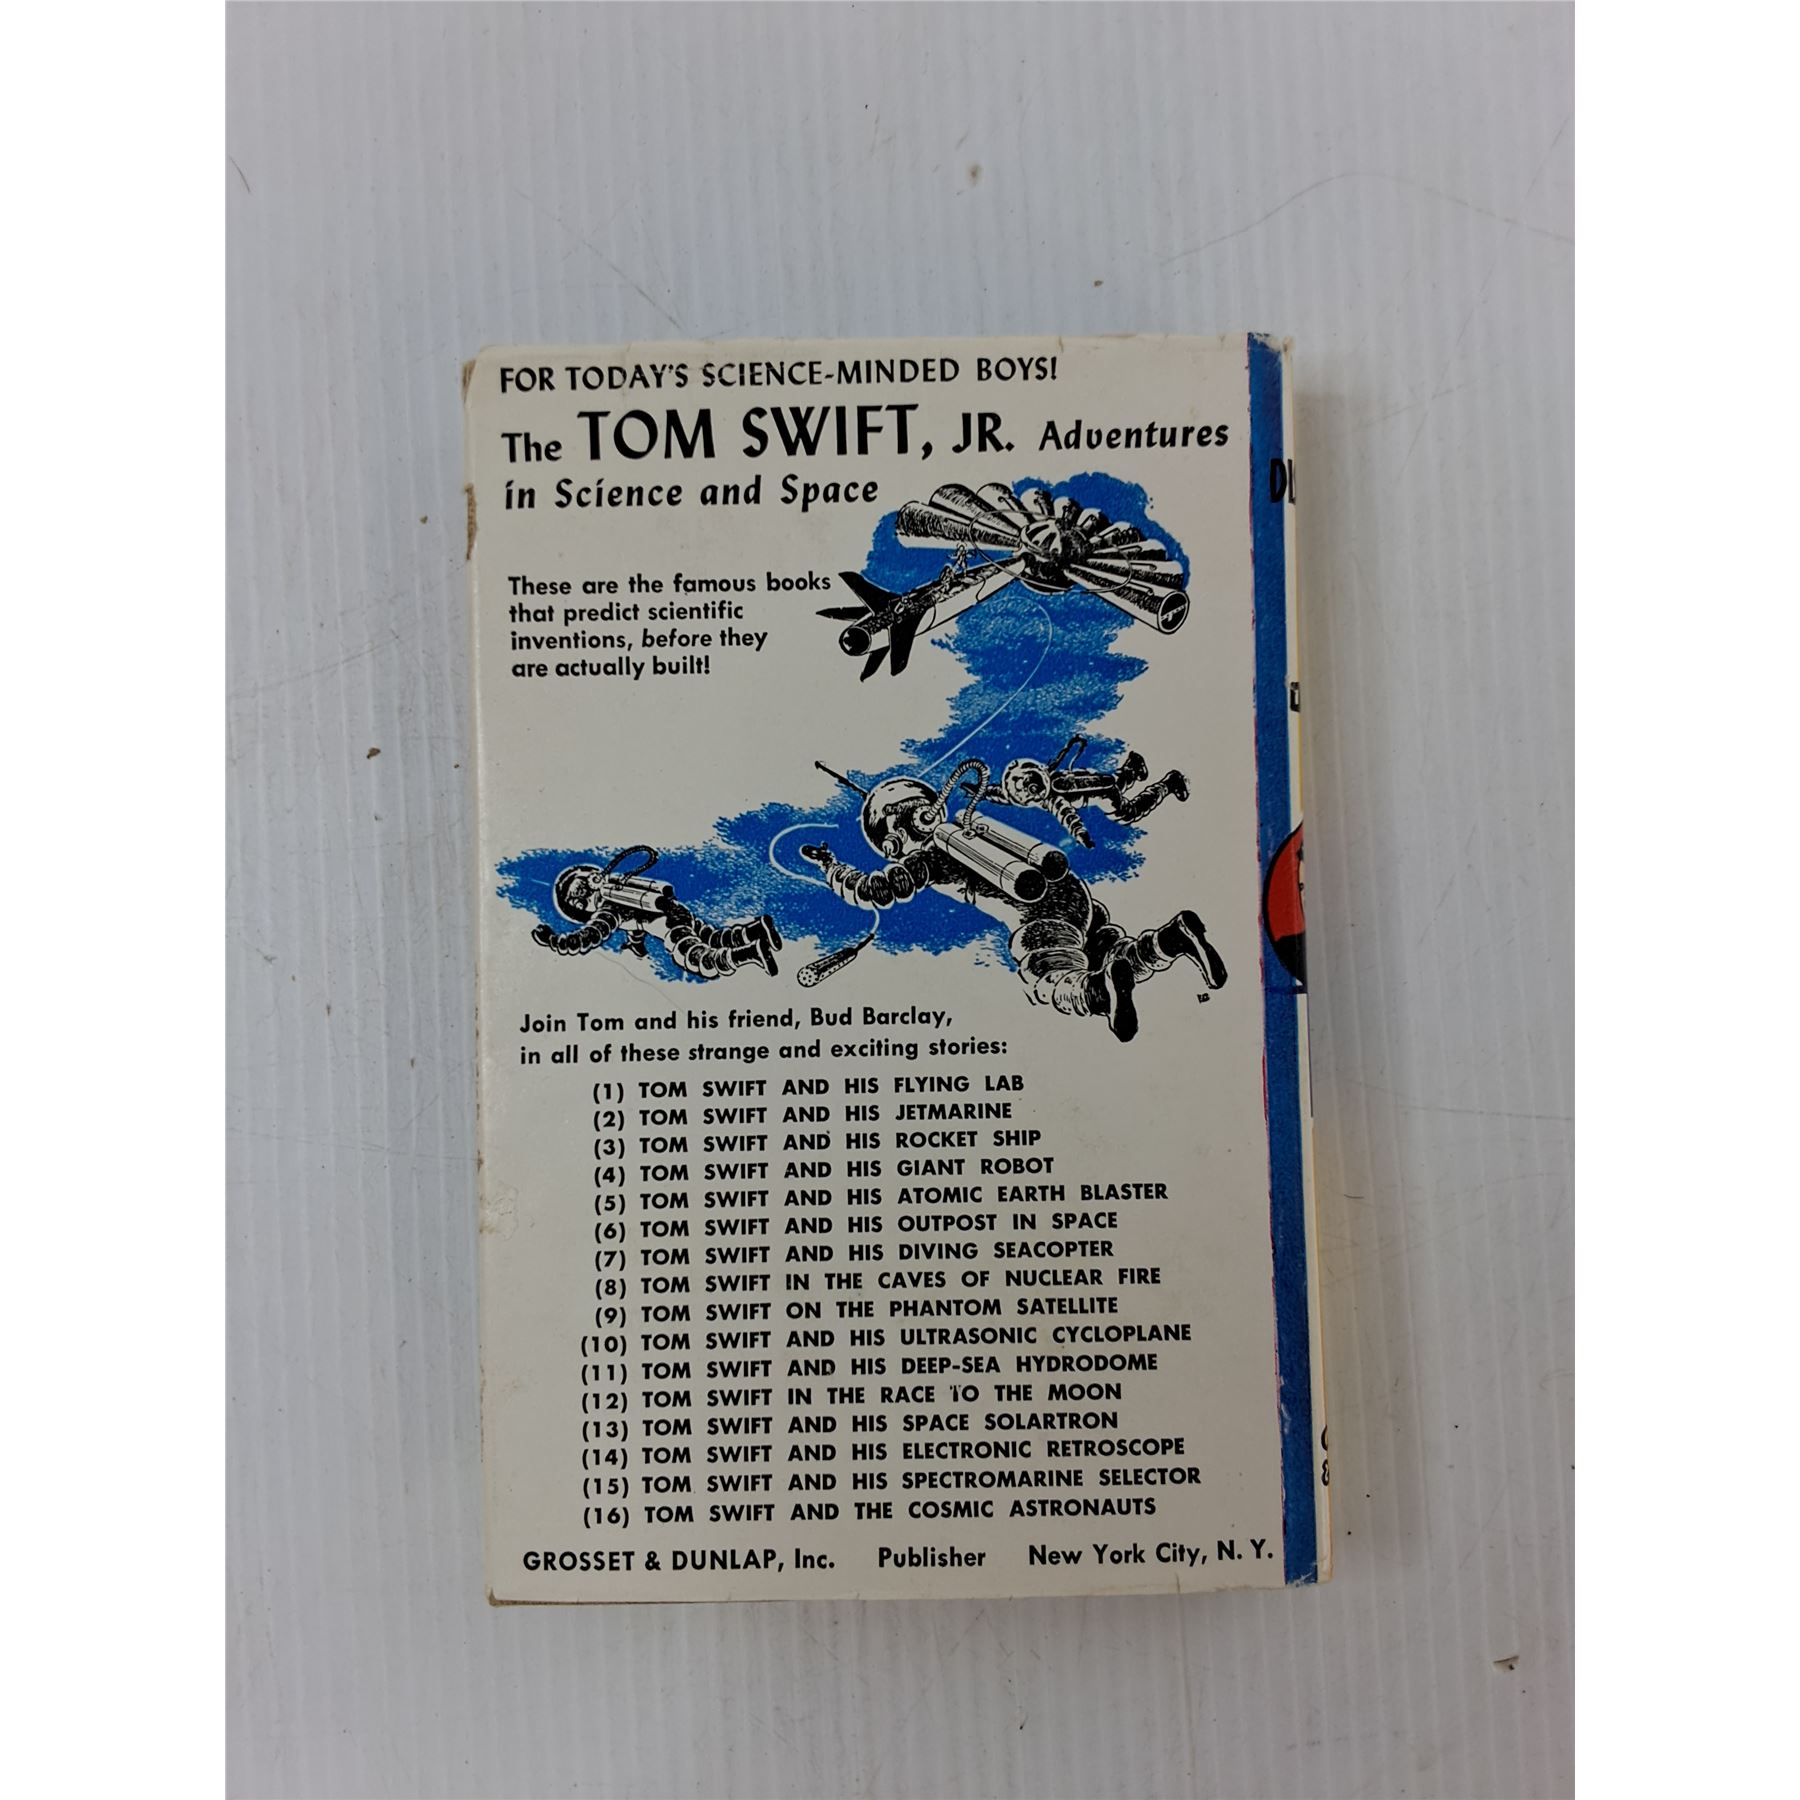 FOR TODAY'S SCIENCE-MINDED BOYS!
The TOM SWIFT, JR. Adventures
in Science and Space
These are the famous books
that predict scientific
inventions, before they
are actually built!
Join Tom and his friend, Bud Barclay,
in all of these strange and exciting stories:
(1) TOM SWIFT AND HIS FLYING LAB
(2) TOM SWIFT AND HIS JETMARINE
(3) TOM SWIFT AND HIS ROCKET SHIP
(4) TOM SWIFT AND HIS GIANT ROBOT
(5) TOM SWIFT AND HIS ATOMIC EARTH BLASTER
(6) TOM SWIFT AND HIS OUTPOST IN SPACE
(7) TOM SWIFT AND HIS DIVING SEACOPTER
(8) TOM SWIFT IN THE CAVES OF NUCLEAR FIRE
(9) TOM SWIFT ON THE PHANTOM SATELLITE
(10) TOM SWIFT AND HIS ULTRASONIC CYCLOPLANE
(11) TOM SWIFT AND HIS DEEP-SEA HYDRODOME
(12) TOM SWIFT IN THE RACE TO THE MOON
(13) TOM SWIFT AND HIS SPACE SOLARTRON
(14) TOM SWIFT AND HIS ELECTRONIC RETROSCOPE
(15) TOM SWIFT AND HIS SPECTROMARINE SELECTOR
(16) TOM SWIFT AND THE COSMIC ASTRONAUTS
GROSSET & DUNLAP, Inc. Publisher New York City, N. Y.